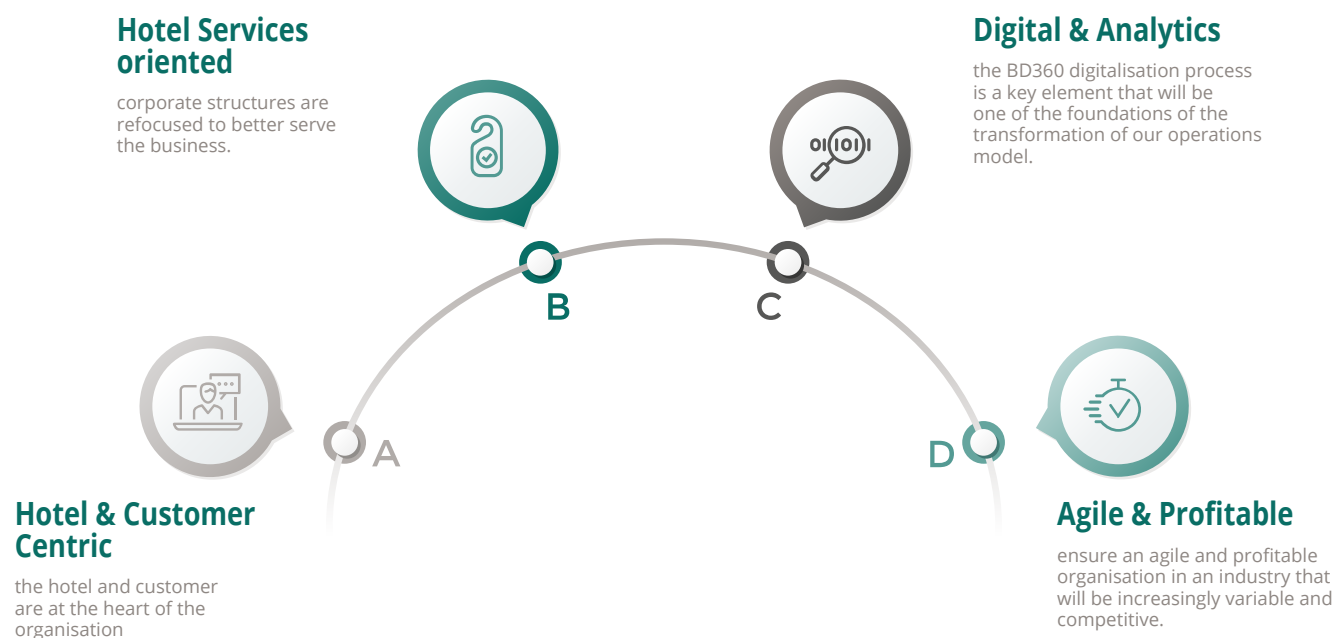 Hotel Services
oriented
corporate structures are
refocused to better serve
the business.
Digital & Analytics
the BD360 digitalisation process
is a key element that will be
one of the foundations of the
transformation of our operations
model.
01101
B
C
A
D
Hotel & Customer
Centric
the hotel and customer
are at the heart of the
organisation
Agile & Profitable
ensure an agile and profitable
organisation in an industry that
will be increasingly variable and
competitive.